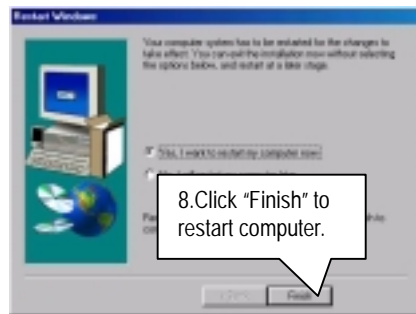 Restart Windows
Your computer system has to be restarted for the changes to
take effect. You can exit the installation now without selecting
the options below, and restart at a later stage.
Yes, I want to restart my computer now
8.Click “Finish” to
restart computer.
Finish